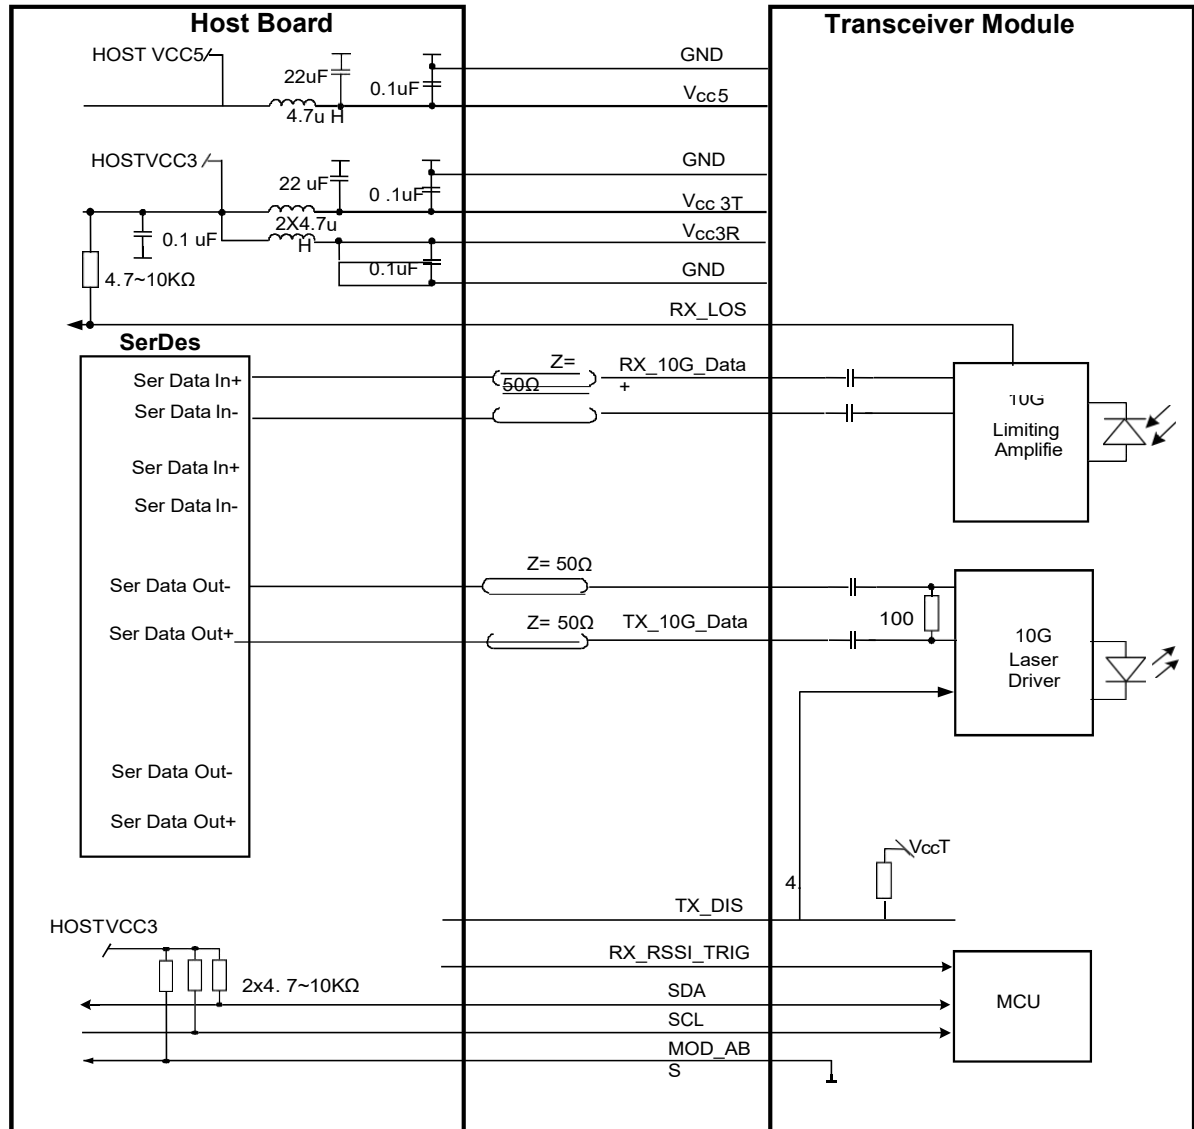 Host Board
Transceiver Module
HOST VCC5
22uF
0.1uF
4.7u H
GND
Vcc5
HOSTVCC3
22 uF
0 .1uF
GND
Vcc 3T
2X4.7u
H
0.1 uF
Vcc3R
0.1uF
GND
4.7~10KΩ
RX_LOS
SerDes
Ser Data In+
Z=
50Ω
RX_10G_Data
+
Ser Data In-
10G
Limiting
Amplifie
Ser Data In+
Ser Data In-
Z= 50Ω
Ser Data Out-
100
Z= 50Ω
TX_10G_Data
Ser Data Out+
10G
Laser
Driver
Ser Data Out-
Ser Data Out+
VccT
4.
TX_DIS
HOSTVCC3
RX_RSSI_TRIG
2x4. 7~10KΩ
SDA
MCU
SCL
MOD_AB
S